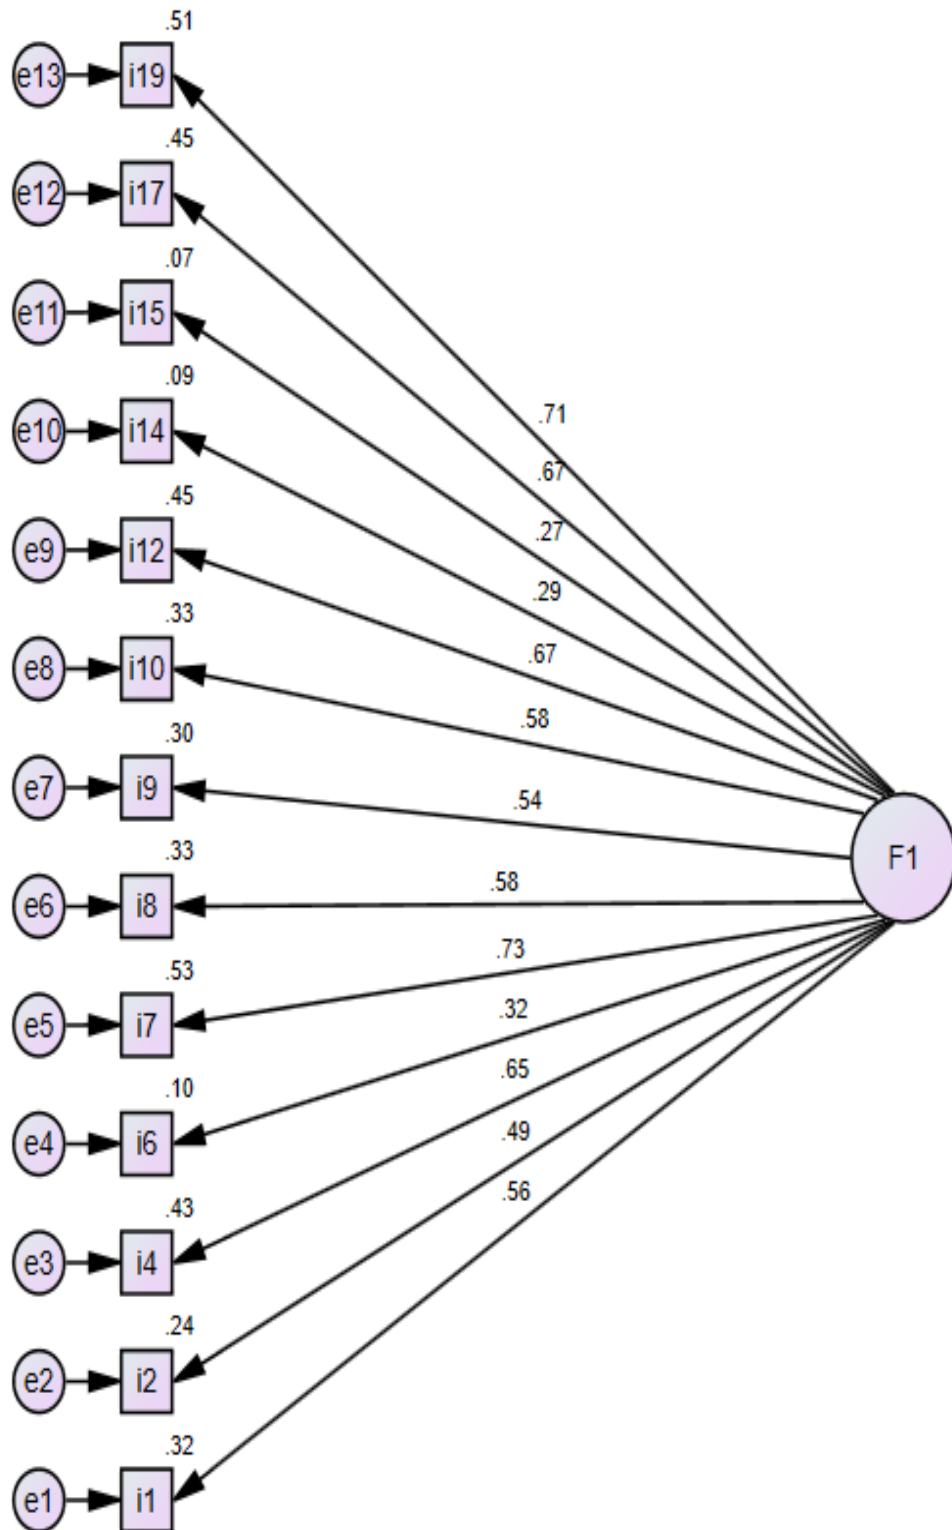 .51
e13 i19
.45
e12 i17
.07
e11 i15
.09
e10 i14
.71
.67
.27
.29
.67
.58
.54
.58
.73
.32
.65
.49
.56
.45
e9 i12
.33
e8 i10
.30
e7 i9
F1
.33
e6 i8
.53
e5 i7
.10
e4 i6
.43
e3 i4
.24
e2 i2
.32
e1 i1